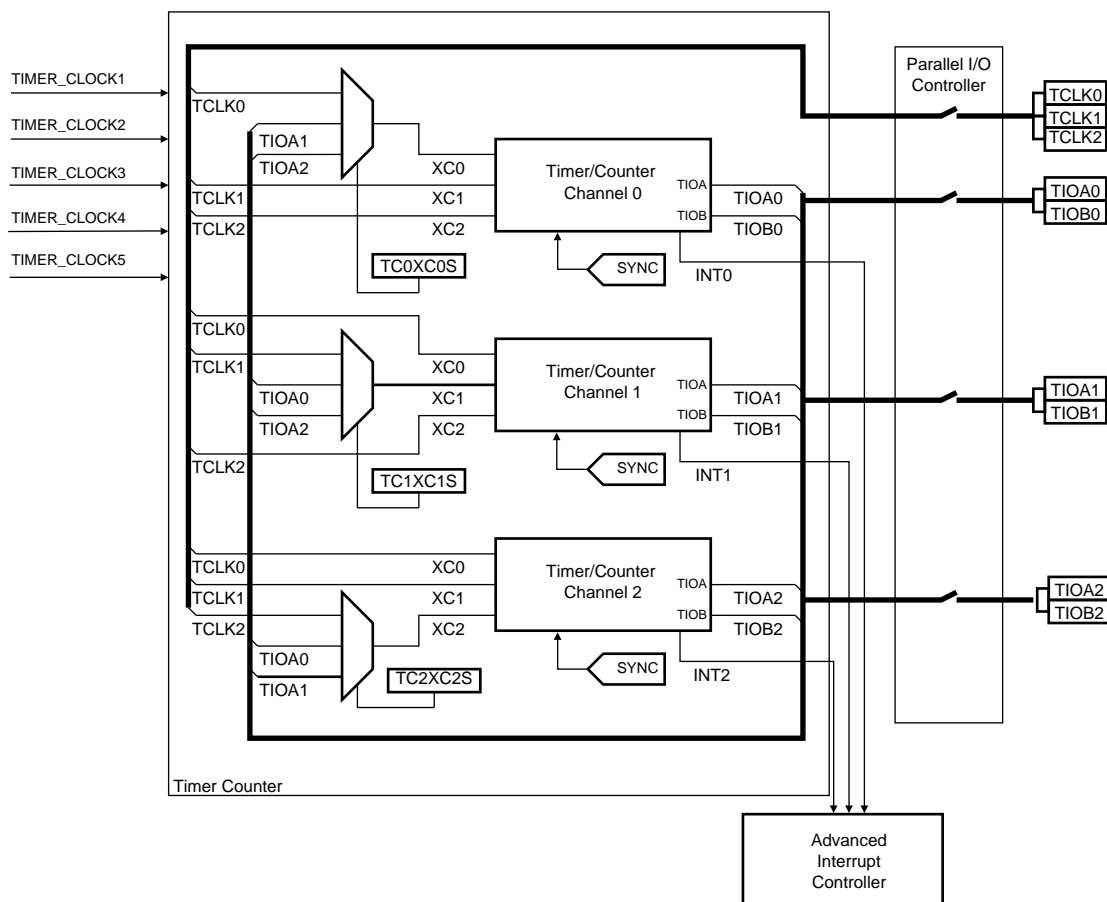 TIMER_CLOCK1
TIMER_CLOCK2
TIMER_CLOCK3
TIMER_CLOCK4
TIMER_CLOCK5
TCLK0
TIOA1
TIOA2
TCLK1
TCLK2
XC0
XC1
XC2
TC0XC0S
Timer/Counter
Channel 0
TIOA
TIOB
TIOA0
TIOB0
SYNC
INT0
TCLK0
TCLK1
TIOA0
TIOA2
TCLK2
XC0
XC1
XC2
TC1XC1S
Timer/Counter
Channel 1
TIOA
TIOB
TIOA1
TIOB1
SYNC
INT1
TCLK0
TCLK1
TCLK2
TIOA0
TIOA1
XC0
XC1
XC2
TC2XC2S
Timer/Counter
Channel 2
TIOA
TIOB
TIOA2
TIOB2
SYNC
INT2
Timer Counter
Parallel I/O
Controller
TCLK0
TCLK1
TCLK2
TIOA0
TIOB0
TIOA1
TIOB1
TIOA2
TIOB2
Advanced
Interrupt
Controller